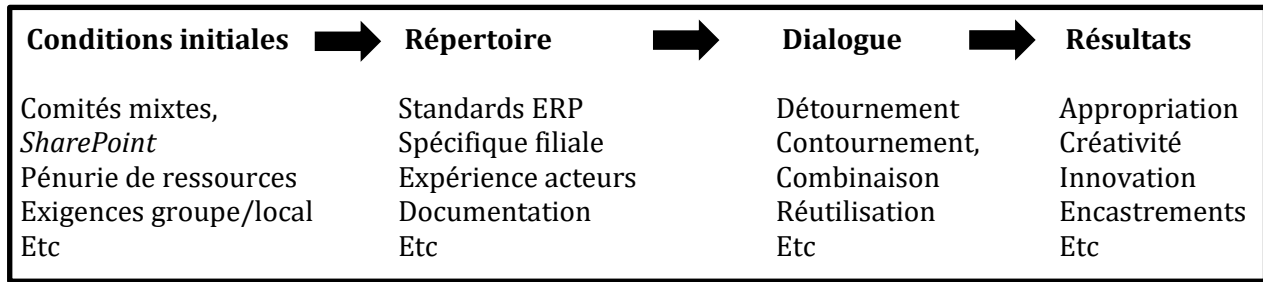 Conditions initiales Répertoire Dialogue Résultats
Comités mixtes, Standards ERP Détournement Appropriation
SharePoint Spécifique filiale Contournement, Créativité
Pénurie de ressources Expérience acteurs Combinaison Innovation
Exigences groupe/local Documentation Réutilisation Encastrements
Etc Etc Etc Etc